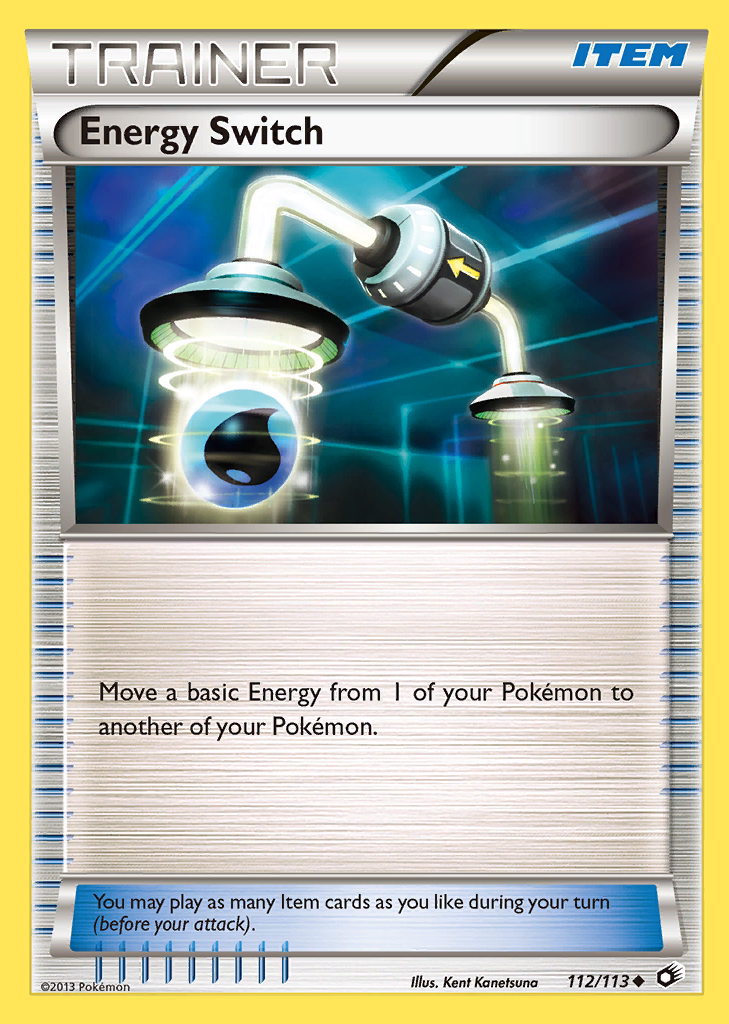 TRAINER
ITEM
Energy Switch
Move a basic Energy from 1 of your Pokémon to
another of your Pokémon.
You may play as many Item cards as you like during your turn
(before your attack).
©2013 Pokémon
Illus. Kent Kanetsuna
112/113